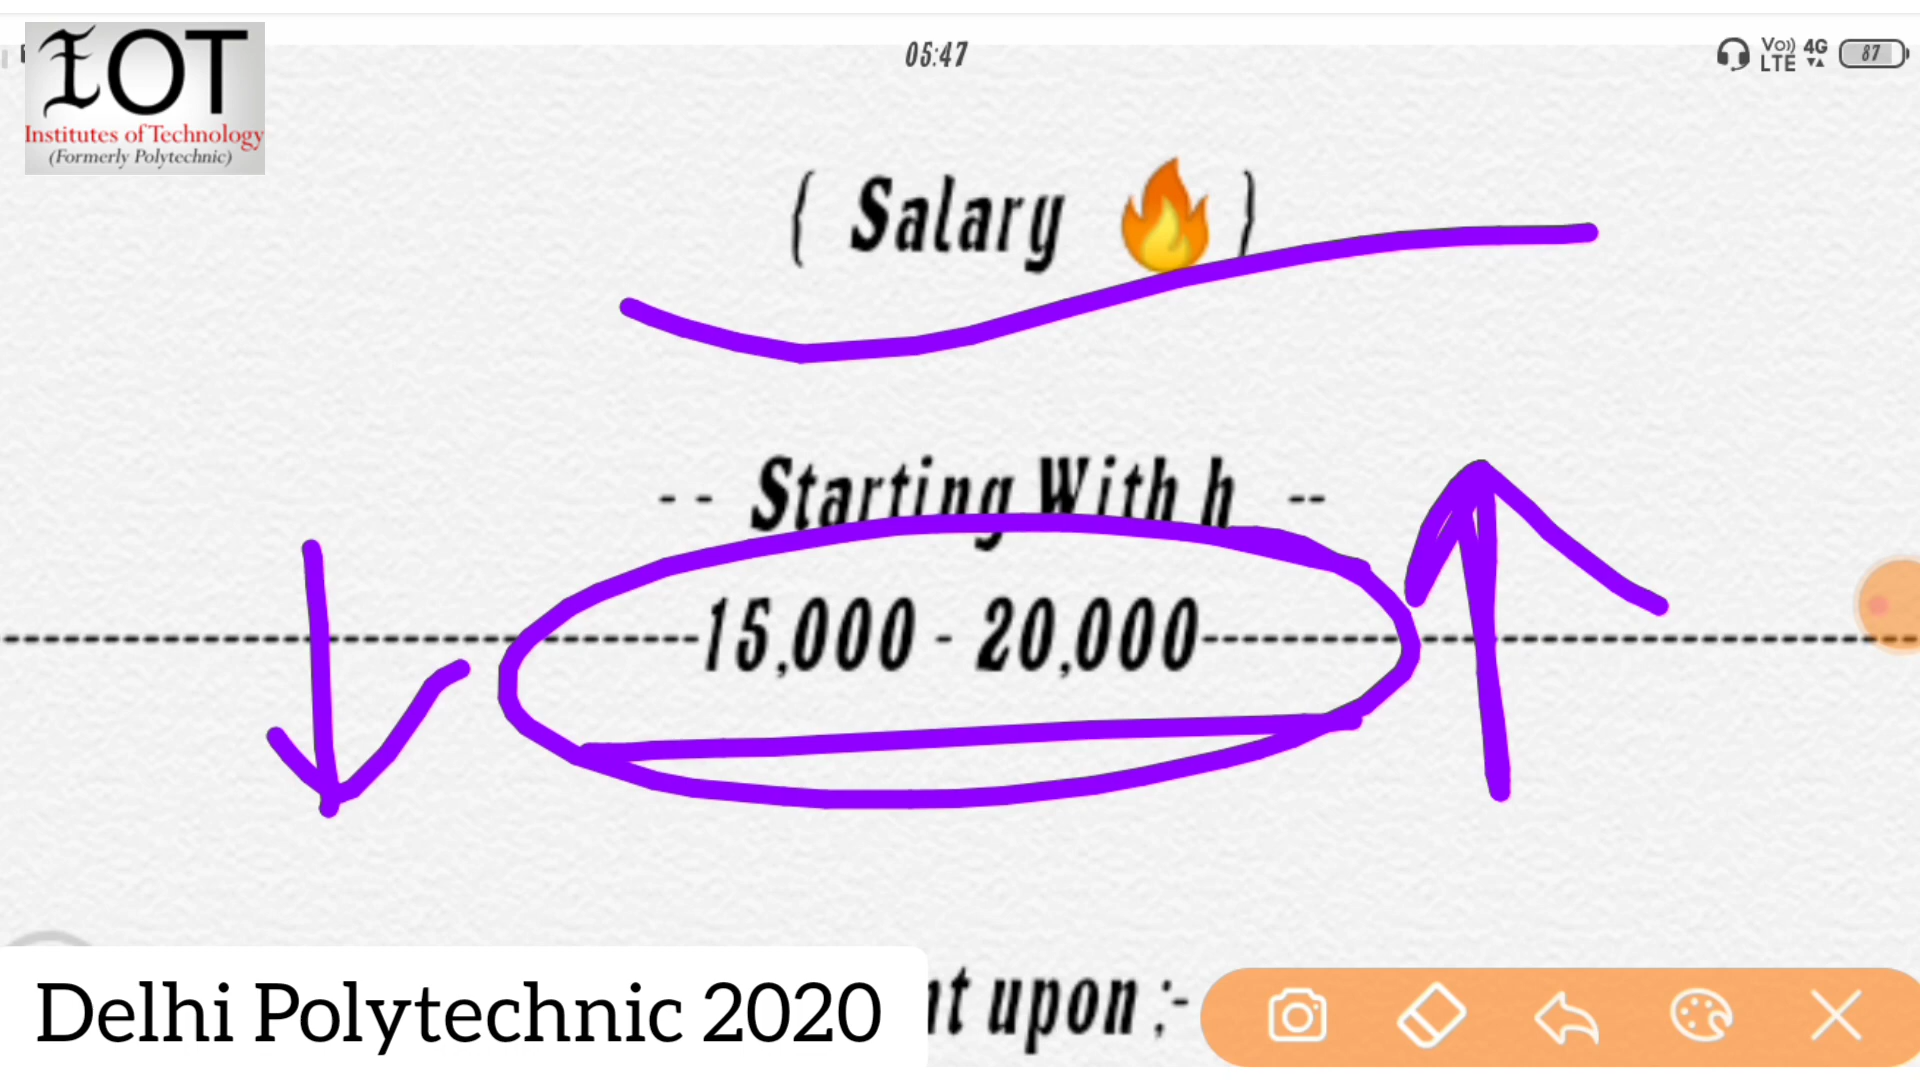 05:47
Vo)) LTE 4G 87
IOT
Institutes of Technology
(Formerly Polytechnic)
{ Salary 🔥 }
-- Starting With h --
15,000 - 20,000
Delhi Polytechnic 2020
upon :-